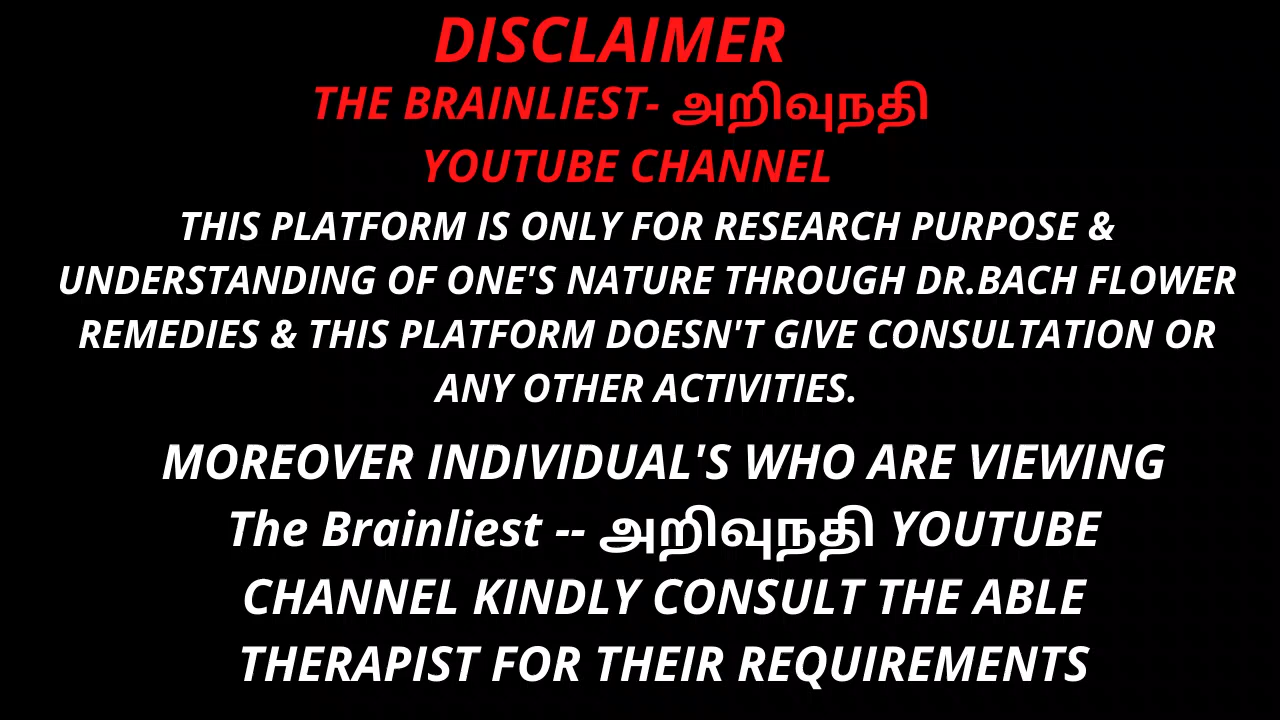 DISCLAIMER
THE BRAINLIEST- அறிவுநதி
YOUTUBE CHANNEL
THIS PLATFORM IS ONLY FOR RESEARCH PURPOSE &
UNDERSTANDING OF ONE'S NATURE THROUGH DR.BACH FLOWER
REMEDIES & THIS PLATFORM DOESN'T GIVE CONSULTATION OR
ANY OTHER ACTIVITIES.
MOREOVER INDIVIDUAL'S WHO ARE VIEWING
The Brainliest -- அறிவுநதி YOUTUBE
CHANNEL KINDLY CONSULT THE ABLE
THERAPIST FOR THEIR REQUIREMENTS